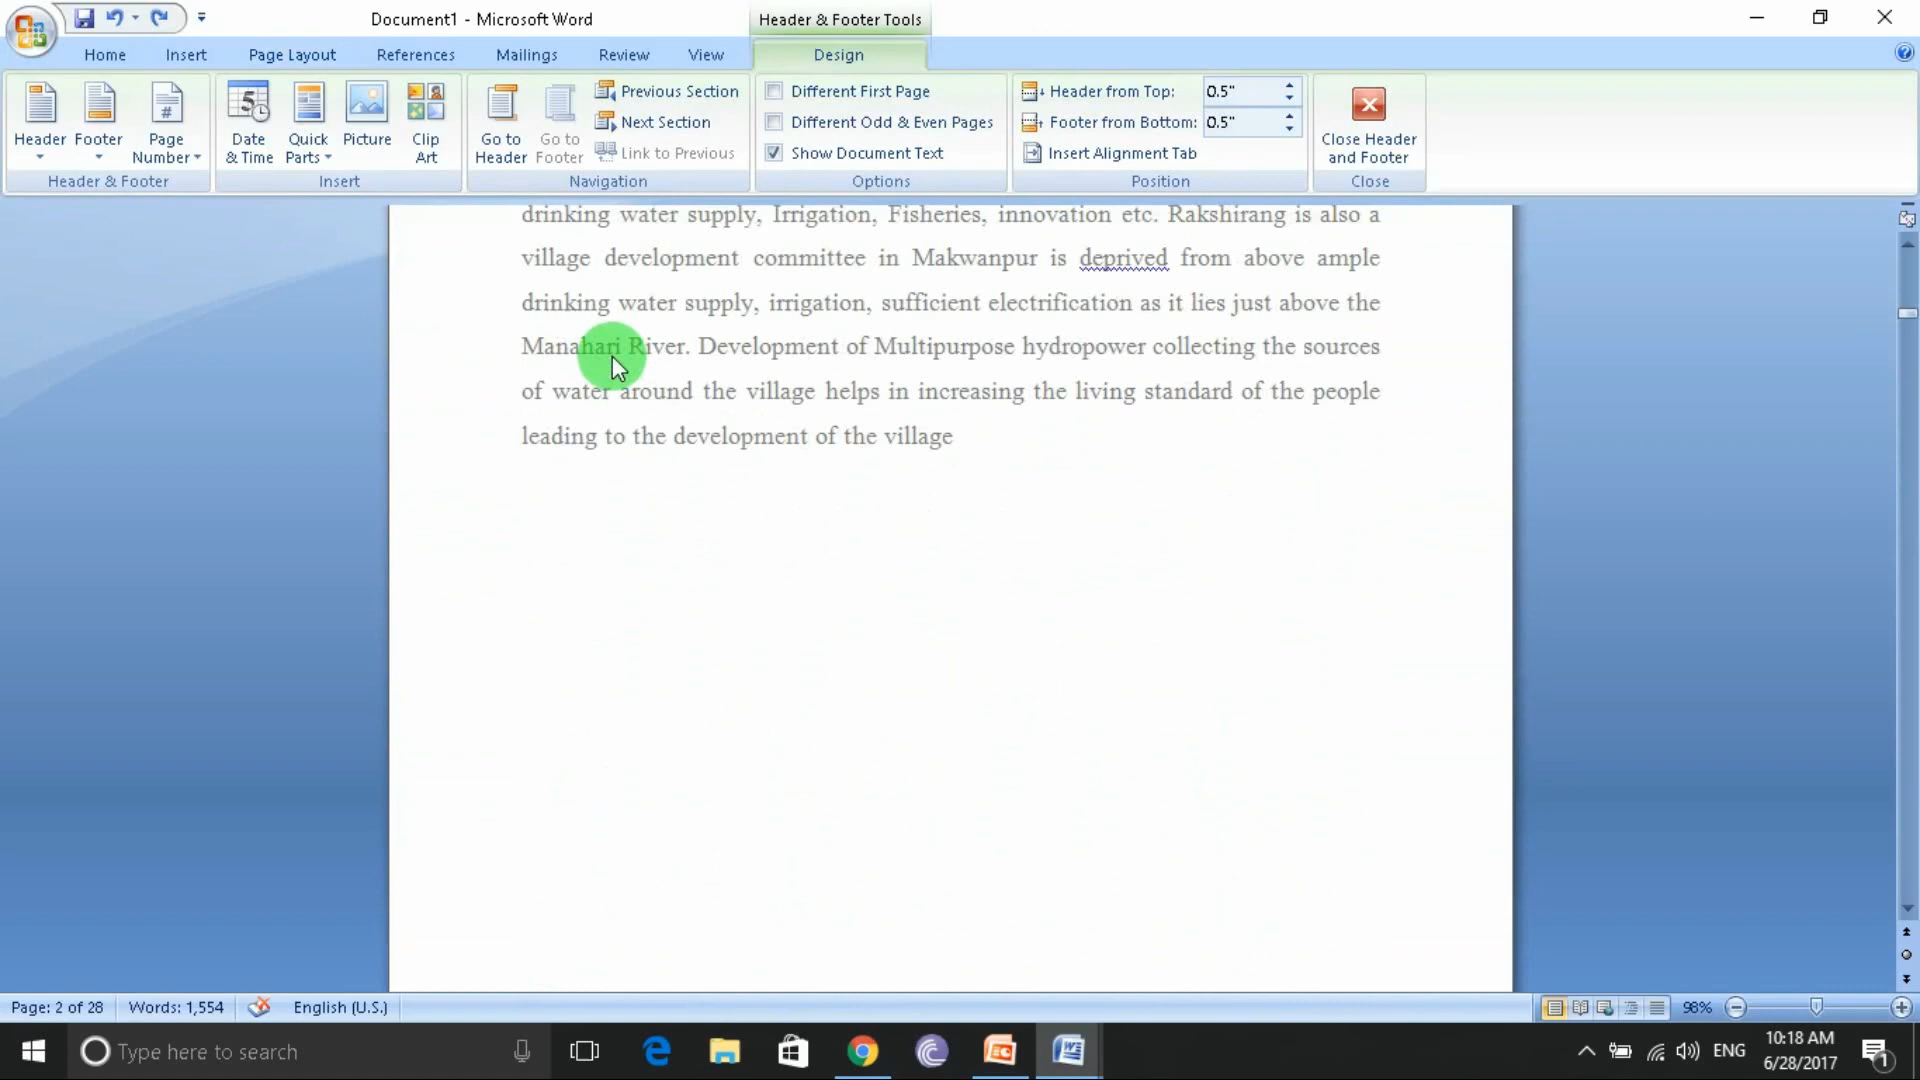 Document1 - Microsoft Word
Header & Footer Tools
Home Insert Page Layout References Mailings Review View Design
Header
Footer
Page Number
Header & Footer
Date & Time
Quick Parts
Picture
Clip Art
Insert
Go to Header
Go to Footer
Previous Section
Next Section
Link to Previous
Navigation
Different First Page
Different Odd & Even Pages
Show Document Text
Options
Header from Top: 0.5"
Footer from Bottom: 0.5"
Insert Alignment Tab
Position
Close Header and Footer
Close
drinking water supply, Irrigation, Fisheries, innovation etc. Rakshirang is also a
village development committee in Makwanpur is deprived from above ample
drinking water supply, irrigation, sufficient electrification as it lies just above the
Manahari River. Development of Multipurpose hydropower collecting the sources
of water around the village helps in increasing the living standard of the people
leading to the development of the village
Page: 2 of 28 Words: 1,554 English (U.S.) 98%
Type here to search
ENG
10:18 AM
6/28/2017
1